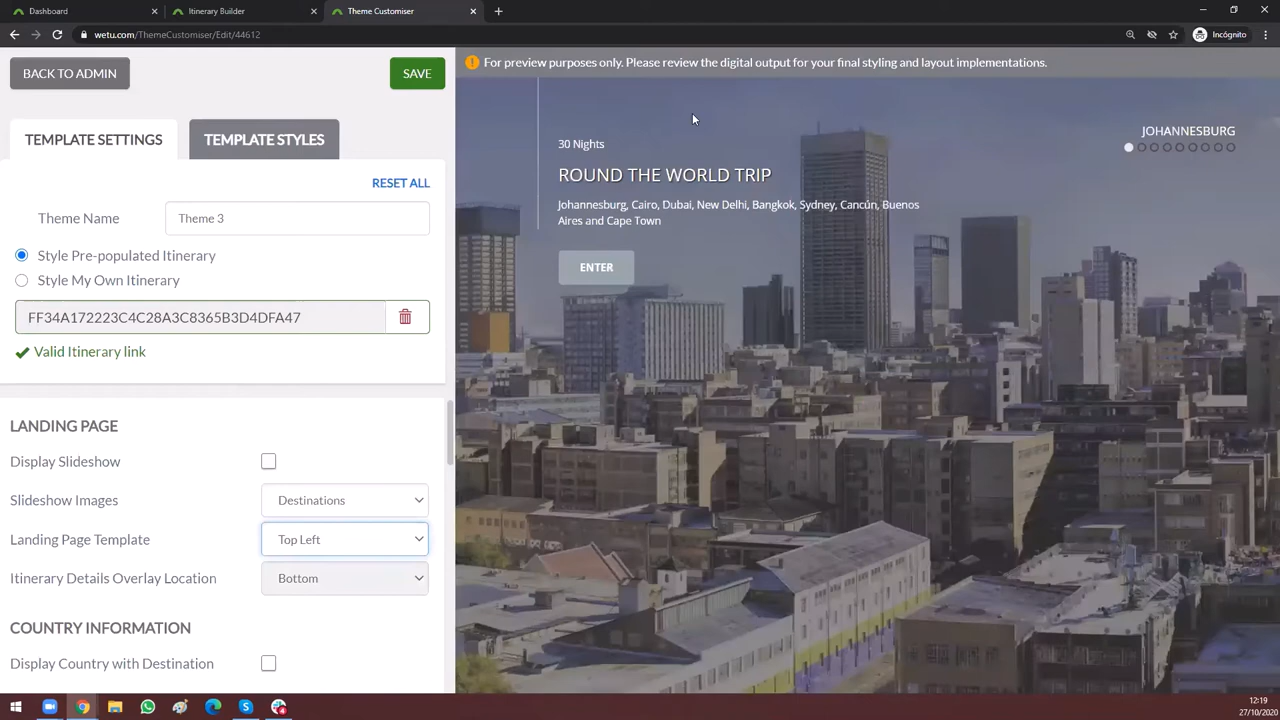 Dashboard
Itinerary Builder
Theme Customiser
wetu.com/ThemeCustomiser/Edit/44612
Incógnito
BACK TO ADMIN
SAVE
For preview purposes only. Please review the digital output for your final styling and layout implementations.
TEMPLATE SETTINGS
TEMPLATE STYLES
RESET ALL
Theme Name
Theme 3
Style Pre-populated Itinerary
Style My Own Itinerary
FF34A172223C4C28A3C8365B3D4DFA47
Valid Itinerary link
LANDING PAGE
Display Slideshow
Slideshow Images
Destinations
Landing Page Template
Top Left
Itinerary Details Overlay Location
Bottom
COUNTRY INFORMATION
Display Country with Destination
30 Nights
ROUND THE WORLD TRIP
Johannesburg, Cairo, Dubai, New Delhi, Bangkok, Sydney, Cancún, Buenos
Aires and Cape Town
ENTER
JOHANNESBURG
12:19
27/10/2020